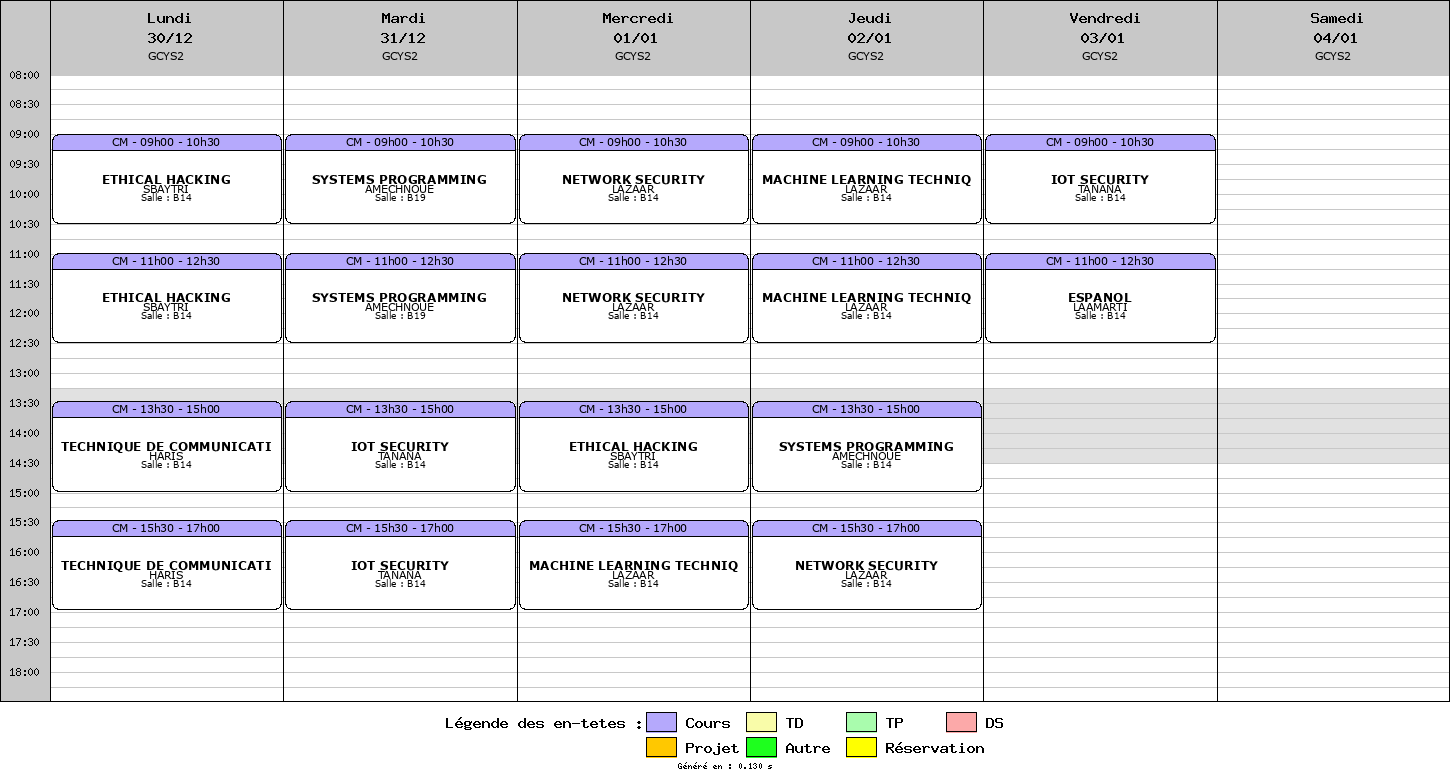 Lundi
30/12
GCYS2
Mardi
31/12
GCYS2
Mercredi
01/01
GCYS2
Jeudi
02/01
GCYS2
Vendredi
03/01
GCYS2
Samedi
04/01
GCYS2
08:00
08:30
09:00
09:30
10:00
10:30
11:00
11:30
12:00
12:30
13:00
13:30
14:00
14:30
15:00
15:30
16:00
16:30
17:00
17:30
18:00
CM - 09h00 - 10h30
ETHICAL HACKING
SBAYTRI
Salle : B14
CM - 09h00 - 10h30
SYSTEMS PROGRAMMING
AMECHNOUE
Salle : B19
CM - 09h00 - 10h30
NETWORK SECURITY
LAZAAR
Salle : B14
CM - 09h00 - 10h30
MACHINE LEARNING TECHNIQ
LAZAAR
Salle : B14
CM - 09h00 - 10h30
IOT SECURITY
TANANA
Salle : B14
CM - 11h00 - 12h30
ETHICAL HACKING
SBAYTRI
Salle : B14
CM - 11h00 - 12h30
SYSTEMS PROGRAMMING
AMECHNOUE
Salle : B19
CM - 11h00 - 12h30
NETWORK SECURITY
LAZAAR
Salle : B14
CM - 11h00 - 12h30
MACHINE LEARNING TECHNIQ
LAZAAR
Salle : B14
CM - 11h00 - 12h30
ESPANOL
LAAMARTI
Salle : B14
CM - 13h30 - 15h00
TECHNIQUE DE COMMUNICATI
HARIS
Salle : B14
CM - 13h30 - 15h00
IOT SECURITY
TANANA
Salle : B14
CM - 13h30 - 15h00
ETHICAL HACKING
SBAYTRI
Salle : B14
CM - 13h30 - 15h00
SYSTEMS PROGRAMMING
AMECHNOUE
Salle : B14
CM - 15h30 - 17h00
TECHNIQUE DE COMMUNICATI
HARIS
Salle : B14
CM - 15h30 - 17h00
IOT SECURITY
TANANA
Salle : B14
CM - 15h30 - 17h00
MACHINE LEARNING TECHNIQ
LAZAAR
Salle : B14
CM - 15h30 - 17h00
NETWORK SECURITY
LAZAAR
Salle : B14
Légende des en-tetes : Cours TD TP DS
Projet Autre Réservation
Généré en : 0.130 s